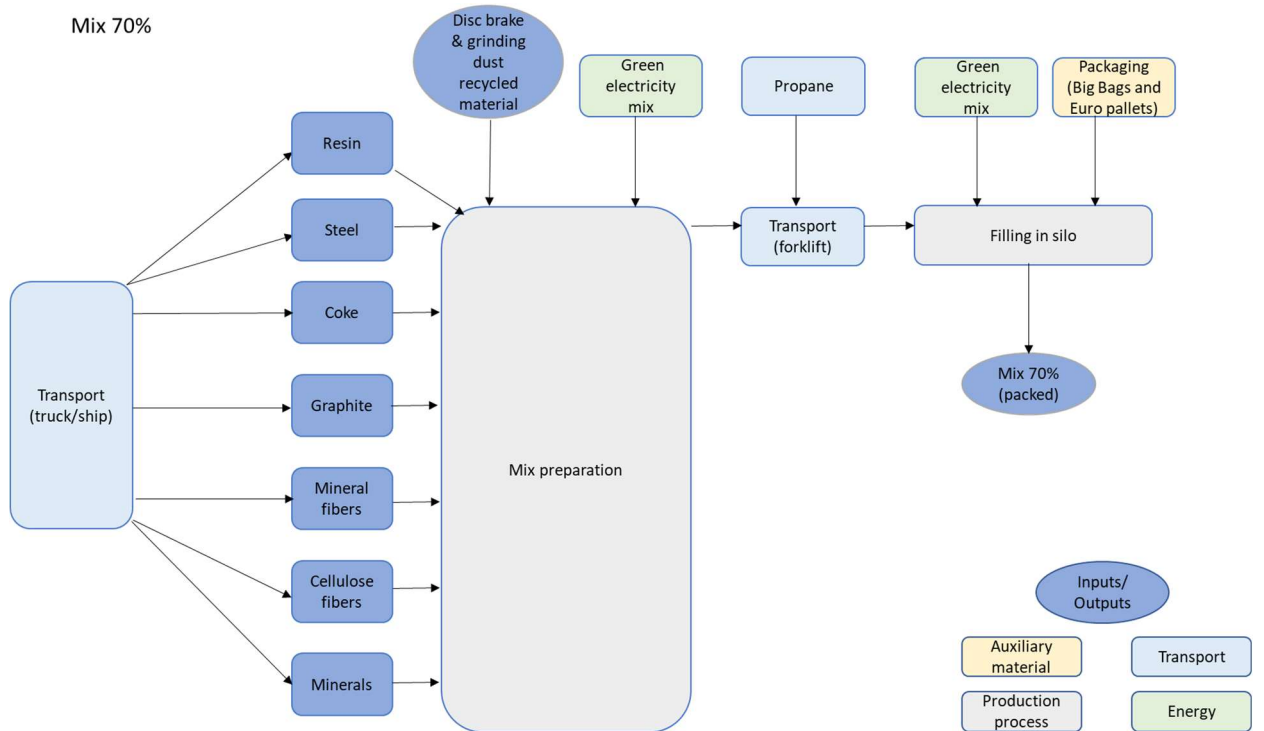 Mix 70%
Disc brake
& grinding
dust
recycled
material
Green
electricity
mix
Propane
Green
electricity
mix
Packaging
(Big Bags and
Euro pallets)
Resin
Steel
Transport
(forklift)
Filling in silo
Coke
Transport
(truck/ship)
Graphite
Mix 70%
(packed)
Mix preparation
Mineral
fibers
Cellulose
fibers
Minerals
Inputs/
Outputs
Auxiliary
material
Transport
Production
process
Energy